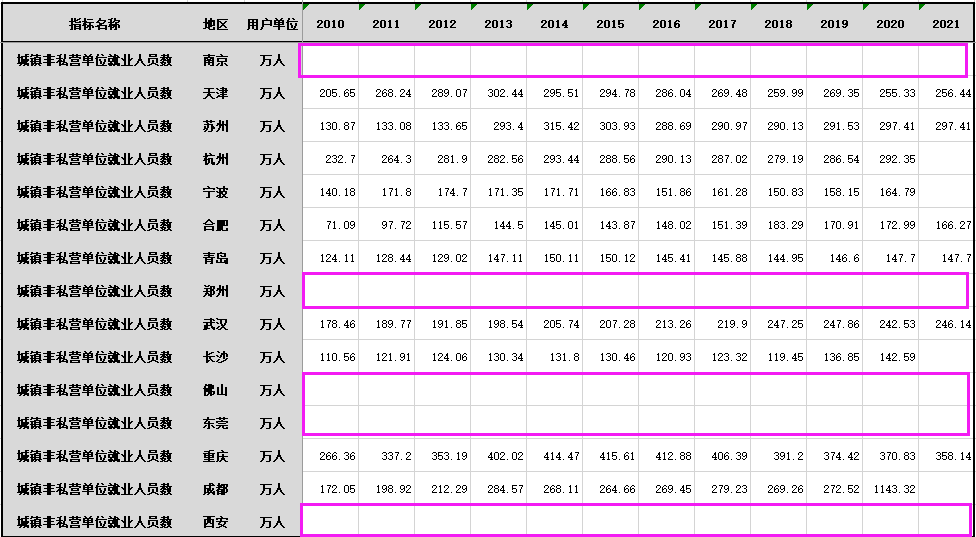 指标名称 地区 用户单位 2010 2011 2012 2013 2014 2015 2016 2017 2018 2019 2020 2021
城镇非私营单位就业人员数 南京 万人
城镇非私营单位就业人员数 天津 万人 205.65 268.24 289.07 302.44 295.51 294.78 286.04 269.48 259.99 269.35 255.33 256.44
城镇非私营单位就业人员数 苏州 万人 130.87 133.08 133.65 293.4 315.42 303.93 288.69 290.97 290.13 291.53 297.41 297.41
城镇非私营单位就业人员数 杭州 万人 232.7 264.3 281.9 282.56 293.44 288.56 290.13 287.02 279.19 286.54 292.35
城镇非私营单位就业人员数 宁波 万人 140.18 171.8 174.7 171.35 171.71 166.83 151.86 161.28 150.83 158.15 164.79
城镇非私营单位就业人员数 合肥 万人 71.09 97.72 115.57 144.5 145.01 143.87 148.02 151.39 183.29 170.91 172.99 166.27
城镇非私营单位就业人员数 青岛 万人 124.11 128.44 129.02 147.11 150.11 150.12 145.41 145.88 144.95 146.6 147.7 147.7
城镇非私营单位就业人员数 郑州 万人
城镇非私营单位就业人员数 武汉 万人 178.46 189.77 191.85 198.54 205.74 207.28 213.26 219.9 247.25 247.86 242.53 246.14
城镇非私营单位就业人员数 长沙 万人 110.56 121.91 124.06 130.34 131.8 130.46 120.93 123.32 119.45 136.85 142.59
城镇非私营单位就业人员数 佛山 万人
城镇非私营单位就业人员数 东莞 万人
城镇非私营单位就业人员数 重庆 万人 266.36 337.2 353.19 402.02 414.47 415.61 412.88 406.39 391.2 374.42 370.83 358.14
城镇非私营单位就业人员数 成都 万人 172.05 198.92 212.29 284.57 268.11 264.66 269.45 279.23 269.26 272.52 1143.32
城镇非私营单位就业人员数 西安 万人